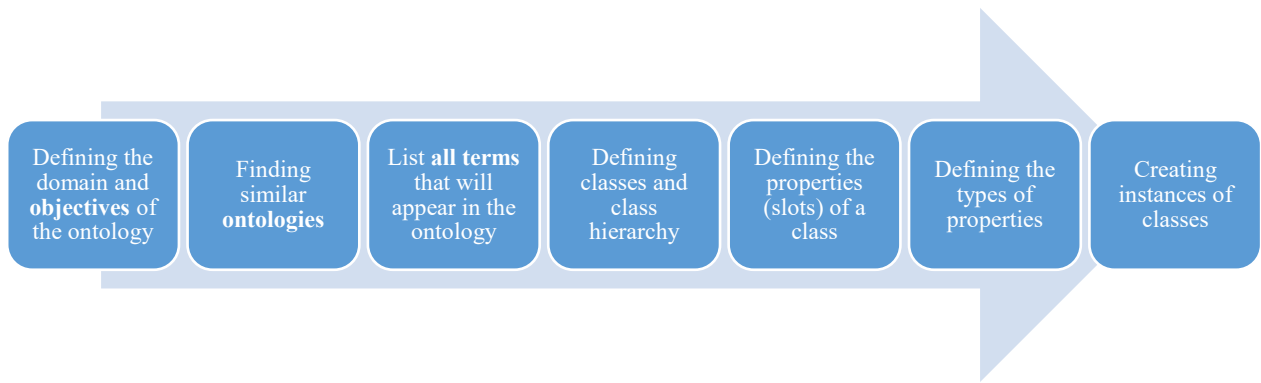 Defining the
domain and
objectives of
the ontology
Finding
similar
ontologies
List all terms
that will
appear in the
ontology
Defining
classes and
class
hierarchy
Defining the
properties
(slots) of a
class
Defining the
types of
properties
Creating
instances of
classes